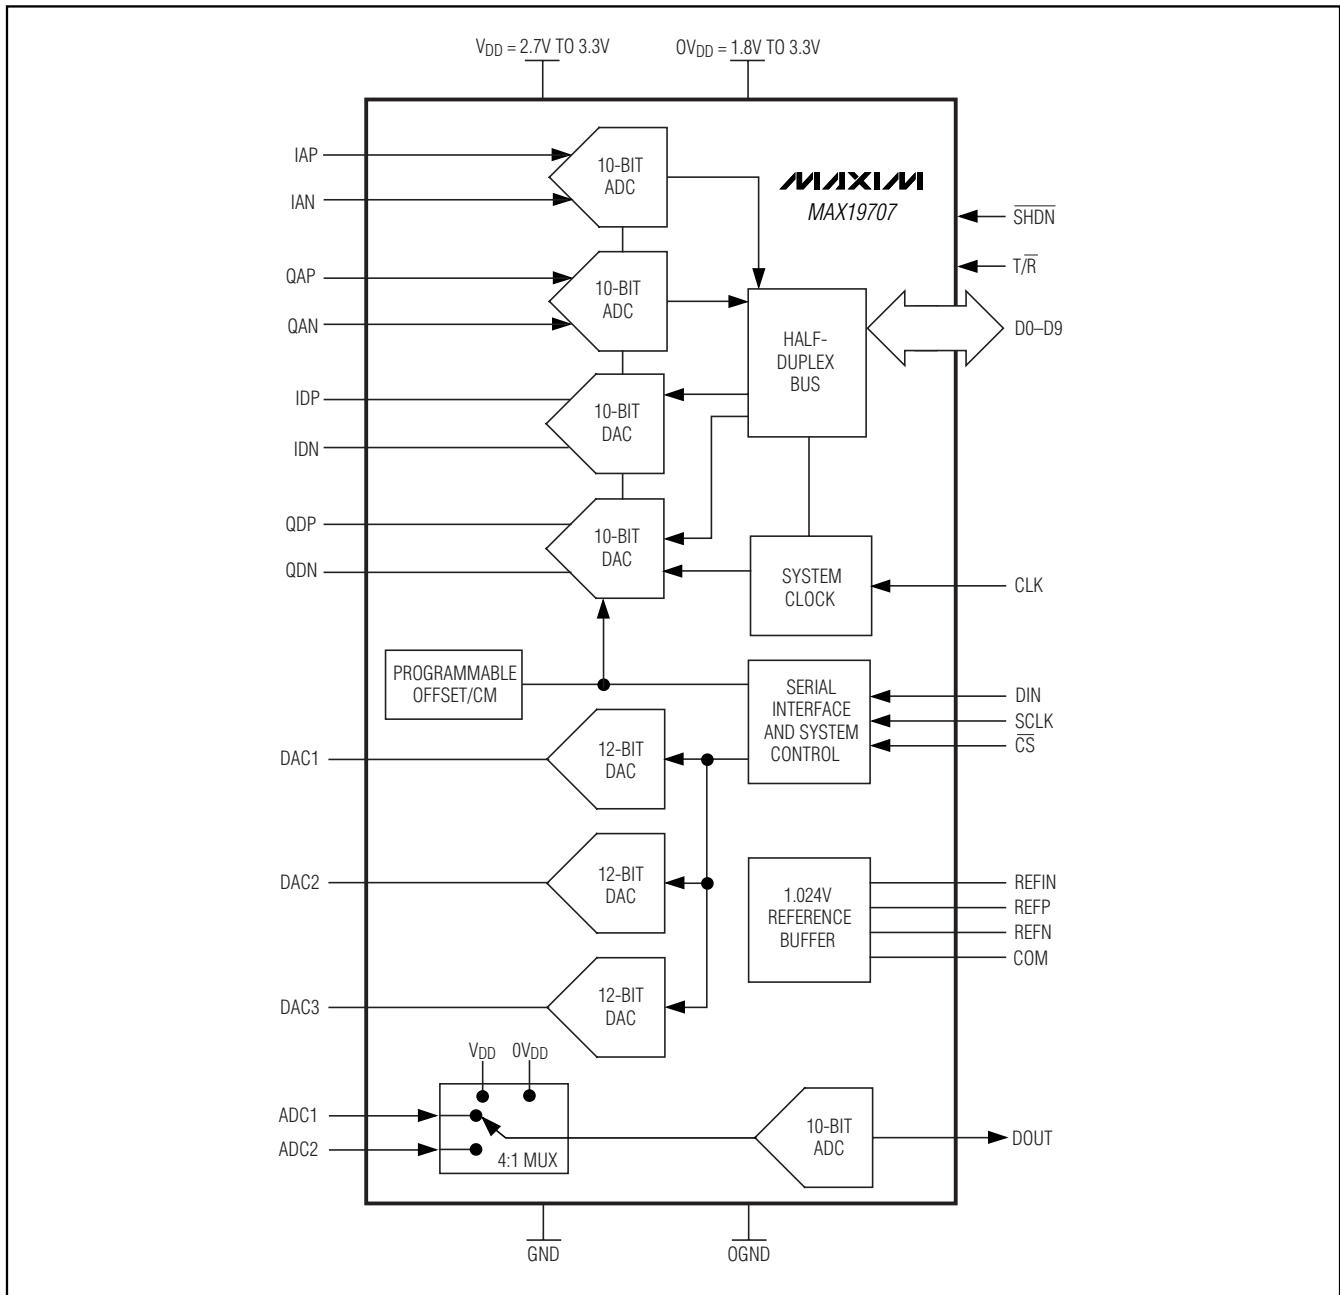 VDD = 2.7V TO 3.3V
OVDD = 1.8V TO 3.3V
IAP
IAN
10-BIT
ADC
MAXIM
MAX19707
SHDN
T/R
QAP
QAN
10-BIT
ADC
HALF-
DUPLEX
BUS
D0–D9
IDP
IDN
10-BIT
DAC
QDP
QDN
10-BIT
DAC
SYSTEM
CLOCK
CLK
PROGRAMMABLE
OFFSET/CM
SERIAL
INTERFACE
AND SYSTEM
CONTROL
DIN
SCLK
CS
DAC1
12-BIT
DAC
DAC2
12-BIT
DAC
1.024V
REFERENCE
BUFFER
REFIN
REFP
REFN
COM
DAC3
12-BIT
DAC
VDD
OVDD
ADC1
ADC2
4:1 MUX
10-BIT
ADC
DOUT
GND
OGND